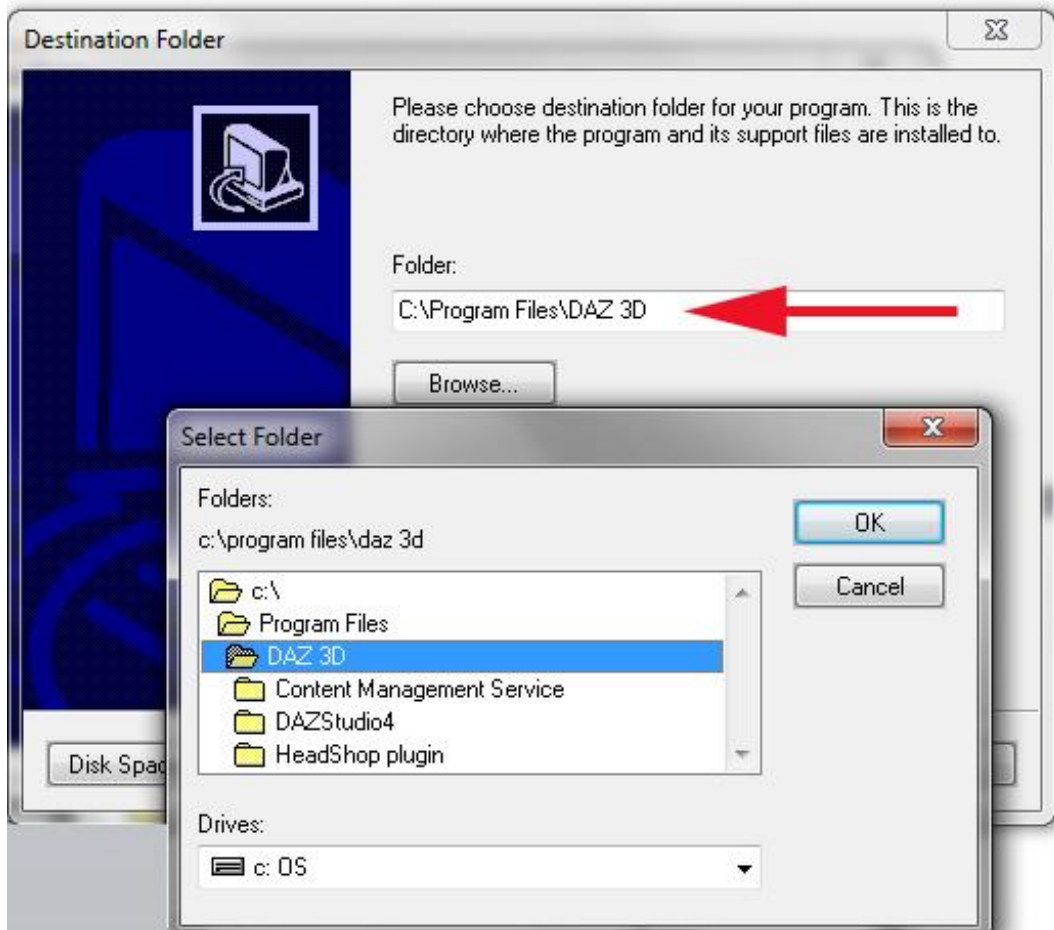 Destination Folder
Please choose destination folder for your program. This is the
directory where the program and its support files are installed to.
Folder:
C:\Program Files\DAZ 3D
Browse...
Select Folder
Folders:
c:\program files\daz 3d
OK
Cancel
c:\
Program Files
DAZ 3D
Content Management Service
DAZStudio4
HeadShop plugin
Disk Spac
Drives:
c: OS